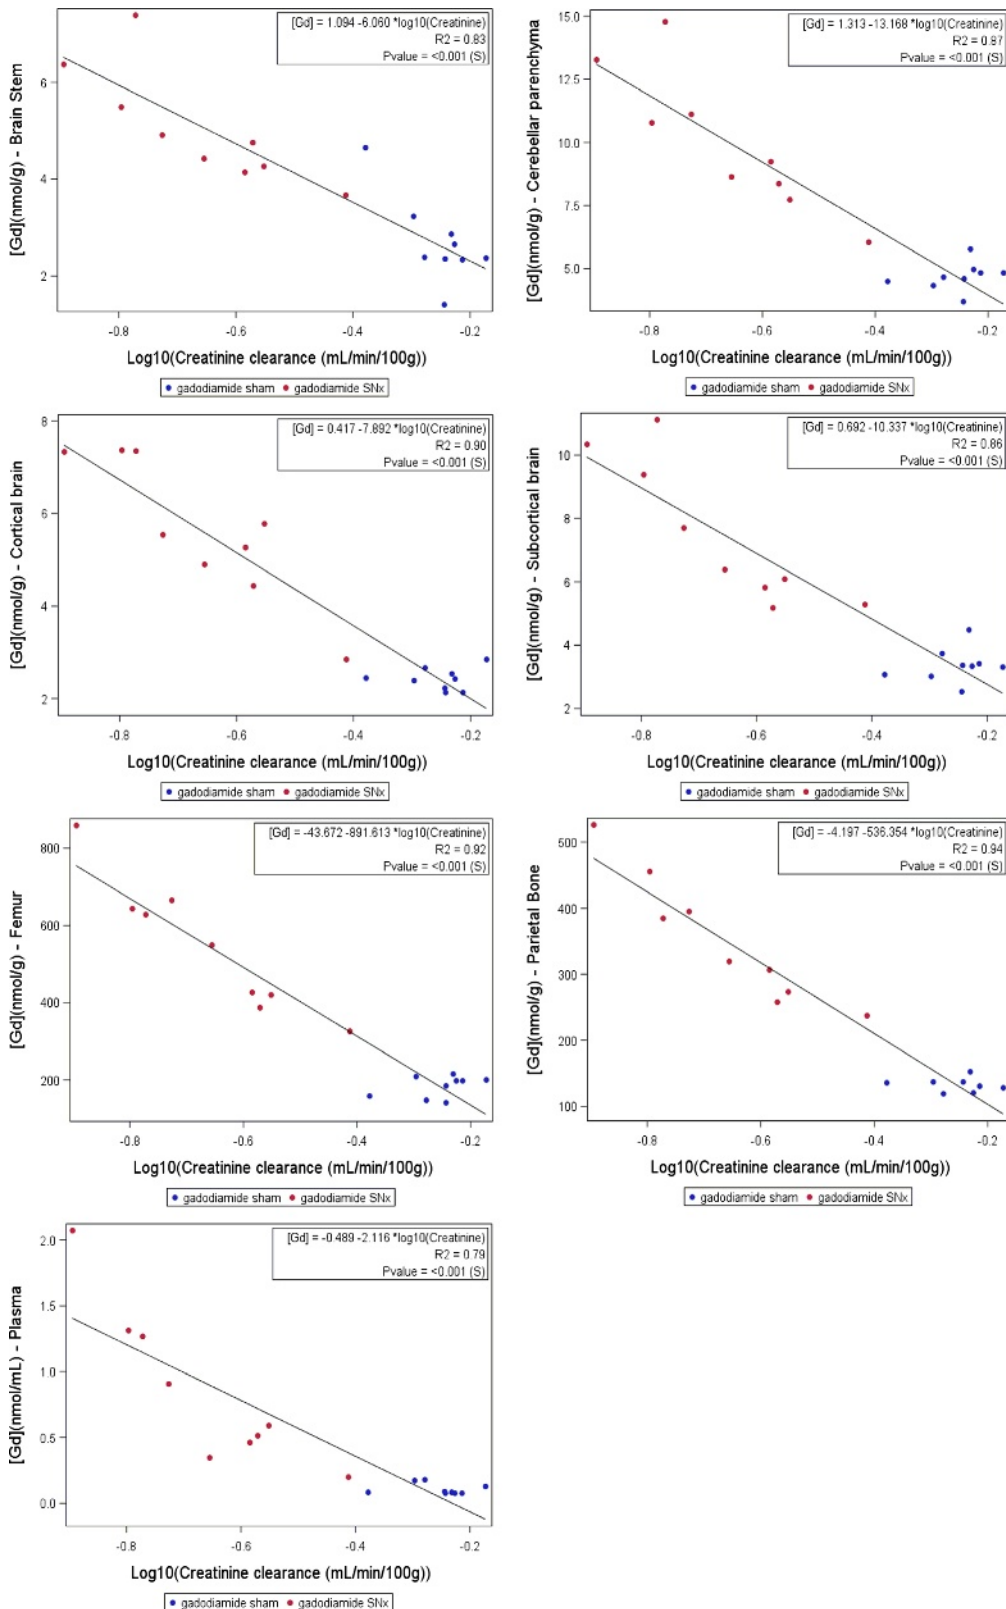 [Gd] = 1.094 -6.060 *log10(Creatinine)
R2 = 0.83
Pvalue = <0.001 (S)
[Gd](nmol/g) - Brain Stem
6
4
2
-0.8 -0.6 -0.4 -0.2
Log10(Creatinine clearance (mL/min/100g))
gadodiamide sham gadodiamide SNx
[Gd] = 1.313 -13.168 *log10(Creatinine)
R2 = 0.87
Pvalue = <0.001 (S)
[Gd](nmol/g) - Cerebellar parenchyma
15.0
12.5
10.0
7.5
5.0
-0.8 -0.6 -0.4 -0.2
Log10(Creatinine clearance (mL/min/100g))
gadodiamide sham gadodiamide SNx
[Gd] = 0.417 -7.892 *log10(Creatinine)
R2 = 0.90
Pvalue = <0.001 (S)
[Gd](nmol/g) - Cortical brain
8
6
4
2
-0.8 -0.6 -0.4 -0.2
Log10(Creatinine clearance (mL/min/100g))
gadodiamide sham gadodiamide SNx
[Gd] = 0.692 -10.337 *log10(Creatinine)
R2 = 0.86
Pvalue = <0.001 (S)
[Gd](nmol/g) - Subcortical brain
10
8
6
4
2
-0.8 -0.6 -0.4 -0.2
Log10(Creatinine clearance (mL/min/100g))
gadodiamide sham gadodiamide SNx
[Gd] = -43.672 -891.613 *log10(Creatinine)
R2 = 0.92
Pvalue = <0.001 (S)
[Gd](nmol/g) - Femur
800
600
400
200
-0.8 -0.6 -0.4 -0.2
Log10(Creatinine clearance (mL/min/100g))
gadodiamide sham gadodiamide SNx
[Gd] = -4.197 -536.354 *log10(Creatinine)
R2 = 0.94
Pvalue = <0.001 (S)
[Gd](nmol/g) - Parietal Bone
500
400
300
200
100
-0.8 -0.6 -0.4 -0.2
Log10(Creatinine clearance (mL/min/100g))
gadodiamide sham gadodiamide SNx
[Gd] = -0.489 -2.116 *log10(Creatinine)
R2 = 0.79
Pvalue = <0.001 (S)
[Gd](nmol/mL) - Plasma
2.0
1.5
1.0
0.5
0.0
-0.8 -0.6 -0.4 -0.2
Log10(Creatinine clearance (mL/min/100g))
gadodiamide sham gadodiamide SNx